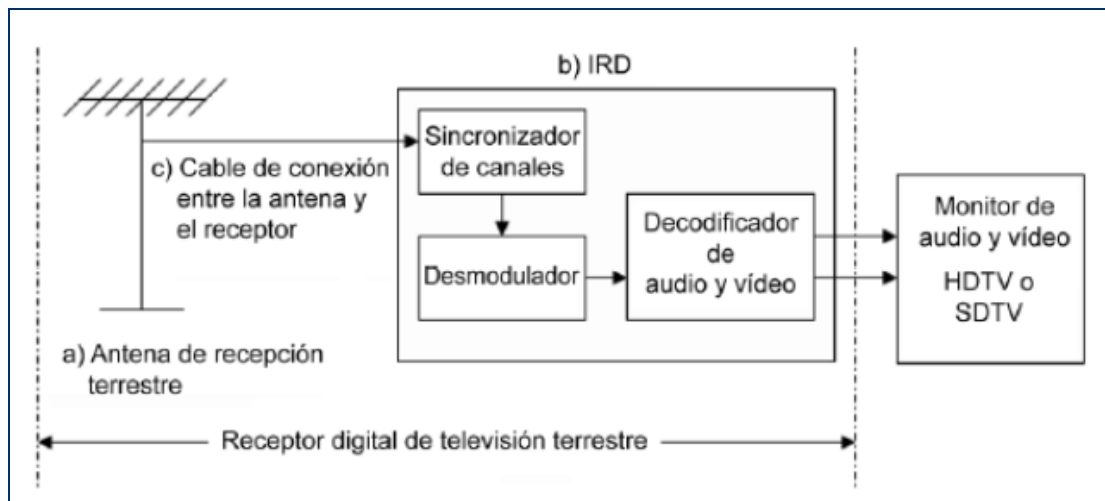 b) IRD
Sincronizador
de canales
c) Cable de conexión
entre la antena y
el receptor
Desmodulador
Decodificador
de
audio y vídeo
Monitor de
audio y vídeo
HDTV o
SDTV
a) Antena de recepción
terrestre
Receptor digital de televisión terrestre